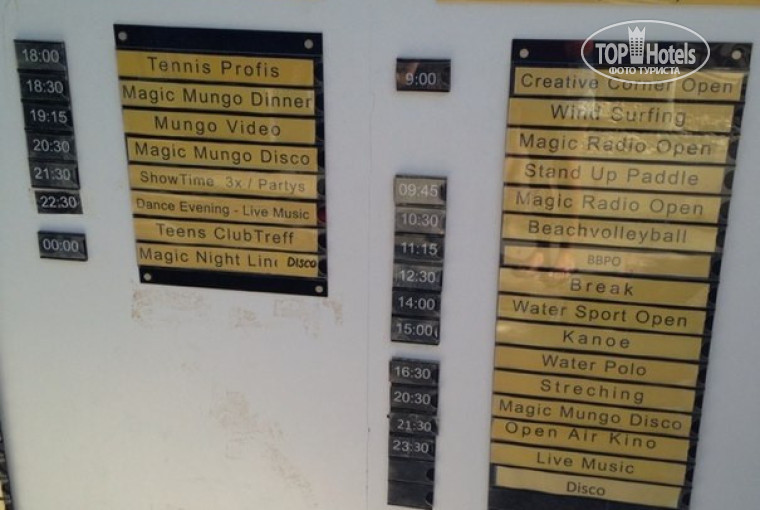 18:00
18:30
19:15
20:30
21:30
22:30
00:00
Tennis Profis
Magic Mungo Dinner
Mungo Video
Magic Mungo Disco
ShowTime 3x / Partys
Dance Evening - Live Music
Teens ClubTreff
Magic Night Line DISCO
9:00
09:45
10:30
11:15
12:30
14:00
15:00
16:30
20:30
21:30
23:30
Creative Corner Open
Wind Surfing
Magic Radio Open
Stand Up Paddle
Magic Radio Open
Beachvolleyball
BBPO
Break
Water Sport Open
Kanoe
Water Polo
Streching
Magic Mungo Disco
Open Air Kino
Live Music
Disco
TOP Hotels
ФОТО ТУРИСТА